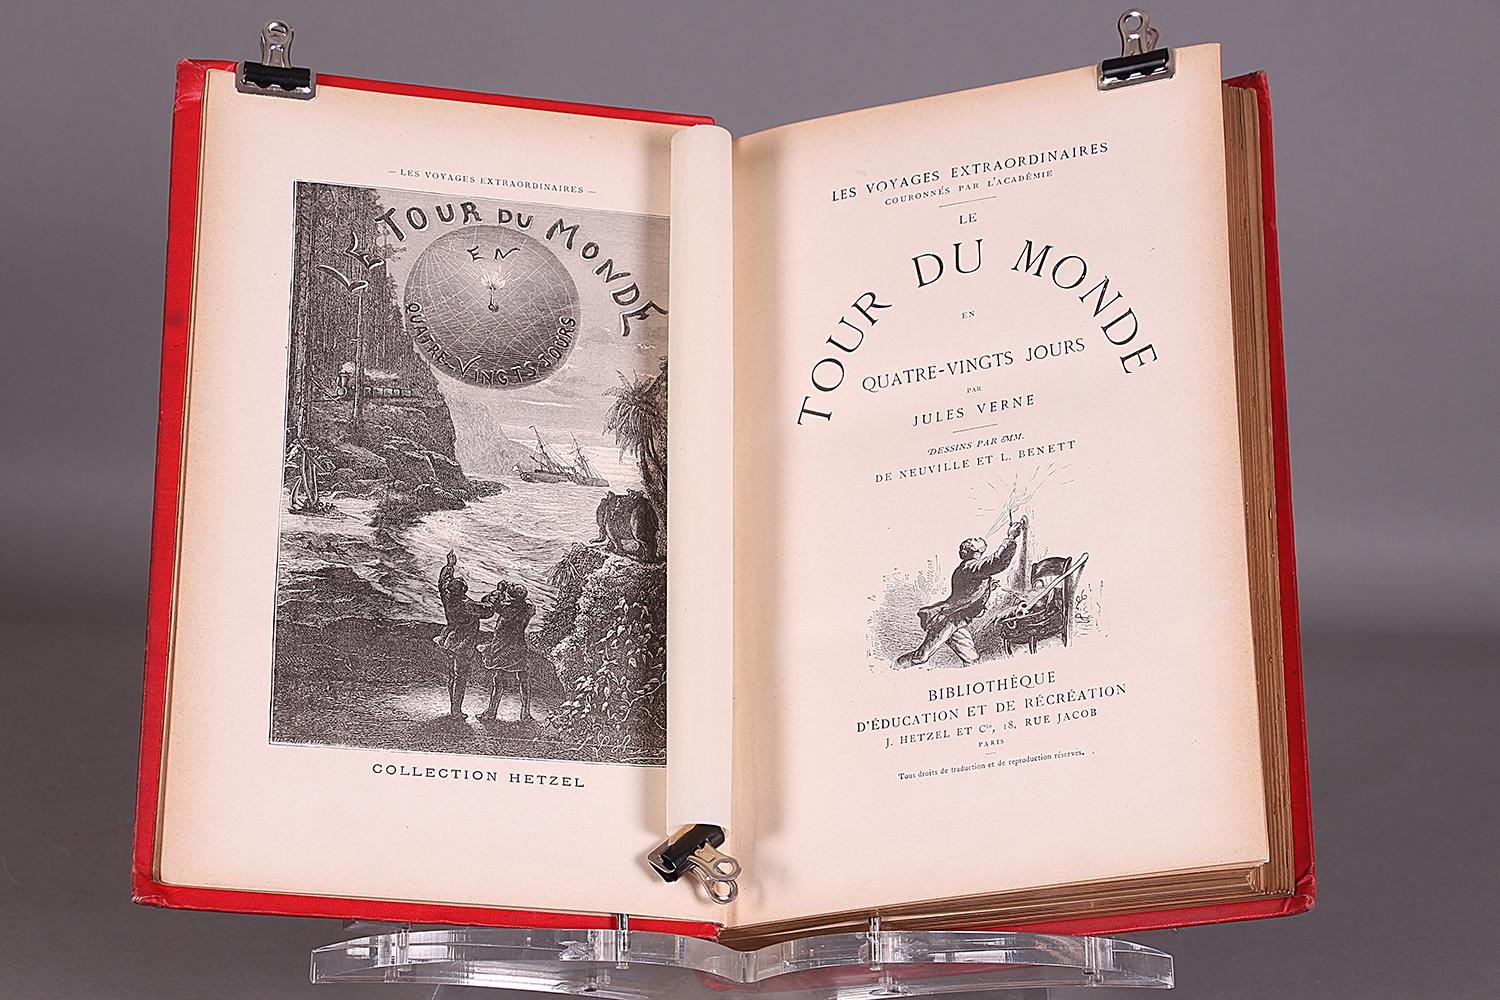 — LES VOYAGES EXTRAORDINAIRES —
LE TOUR DU MONDE
EN
QUATRE-VINGTS-JOURS
COLLECTION HETZEL
LES VOYAGES EXTRAORDINAIRES
COURONNÉS PAR L'ACADÉMIE
LE
TOUR DU MONDE
EN
QUATRE-VINGTS JOURS
PAR
JULES VERNE
DESSINS PAR MM.
DE NEUVILLE ET L. BENETT
BIBLIOTHÈQUE
D'ÉDUCATION ET DE RÉCRÉATION
J. HETZEL ET Cie, 18, RUE JACOB
PARIS
Tous droits de traduction et de reproduction réservés.